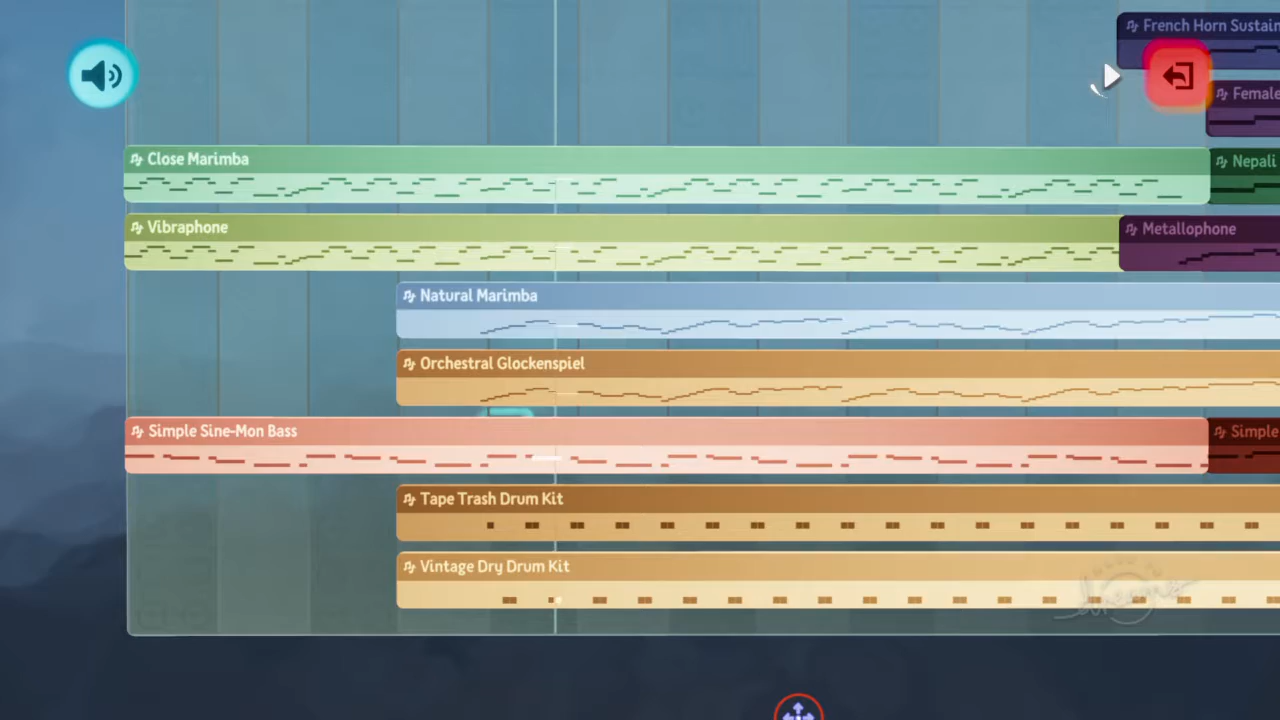 French Horn Sustain
Female
Close Marimba
Nepali
Vibraphone
Metallophone
Natural Marimba
Orchestral Glockenspiel
Simple Sine-Mon Bass
Simple
Tape Trash Drum Kit
Vintage Dry Drum Kit
dreams